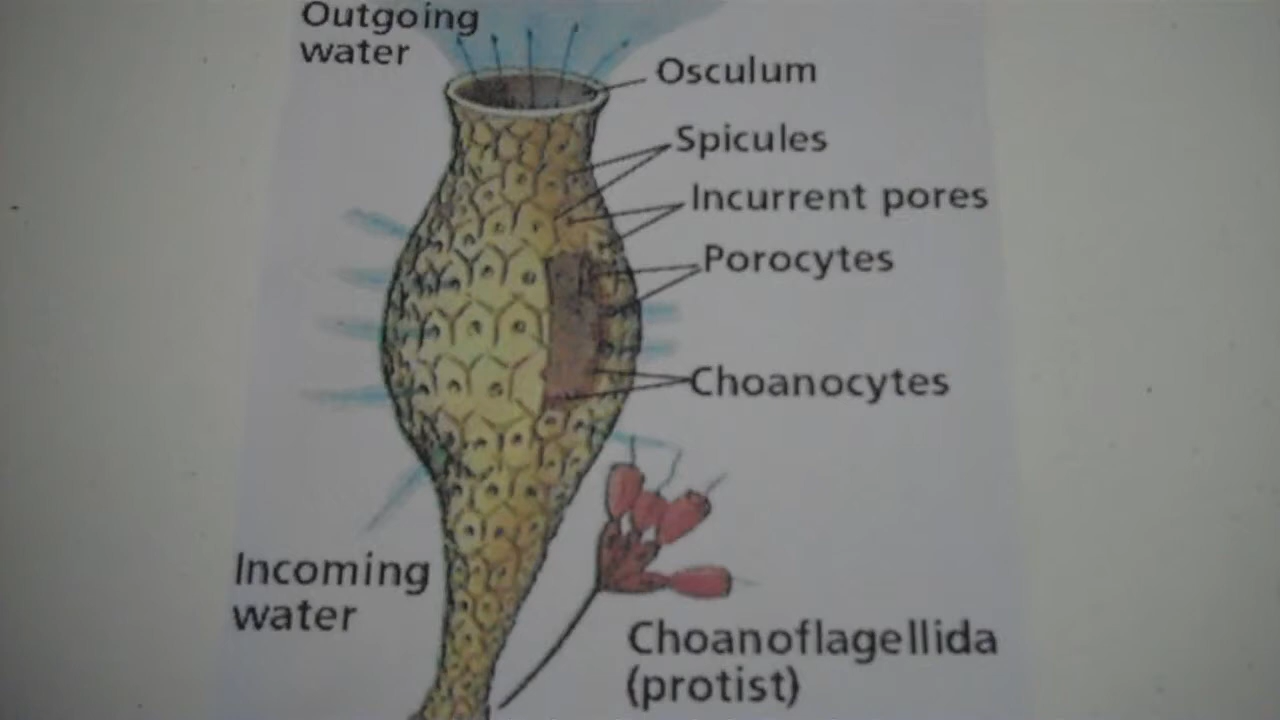 Outgoing
water
Osculum
Spicules
Incurrent pores
Porocytes
Choanocytes
Incoming
water
Choanoflagellida
(protist)